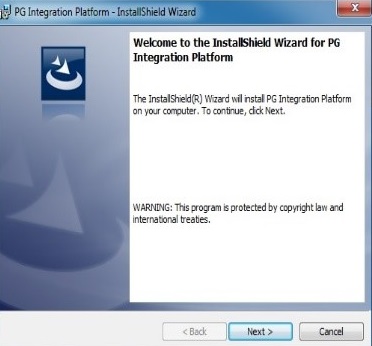 PG Integration Platform - InstallShield Wizard
Welcome to the InstallShield Wizard for PG
Integration Platform
The InstallShield(R) Wizard will install PG Integration Platform
on your computer. To continue, click Next.
WARNING: This program is protected by copyright law and
international treaties.
< Back
Next >
Cancel